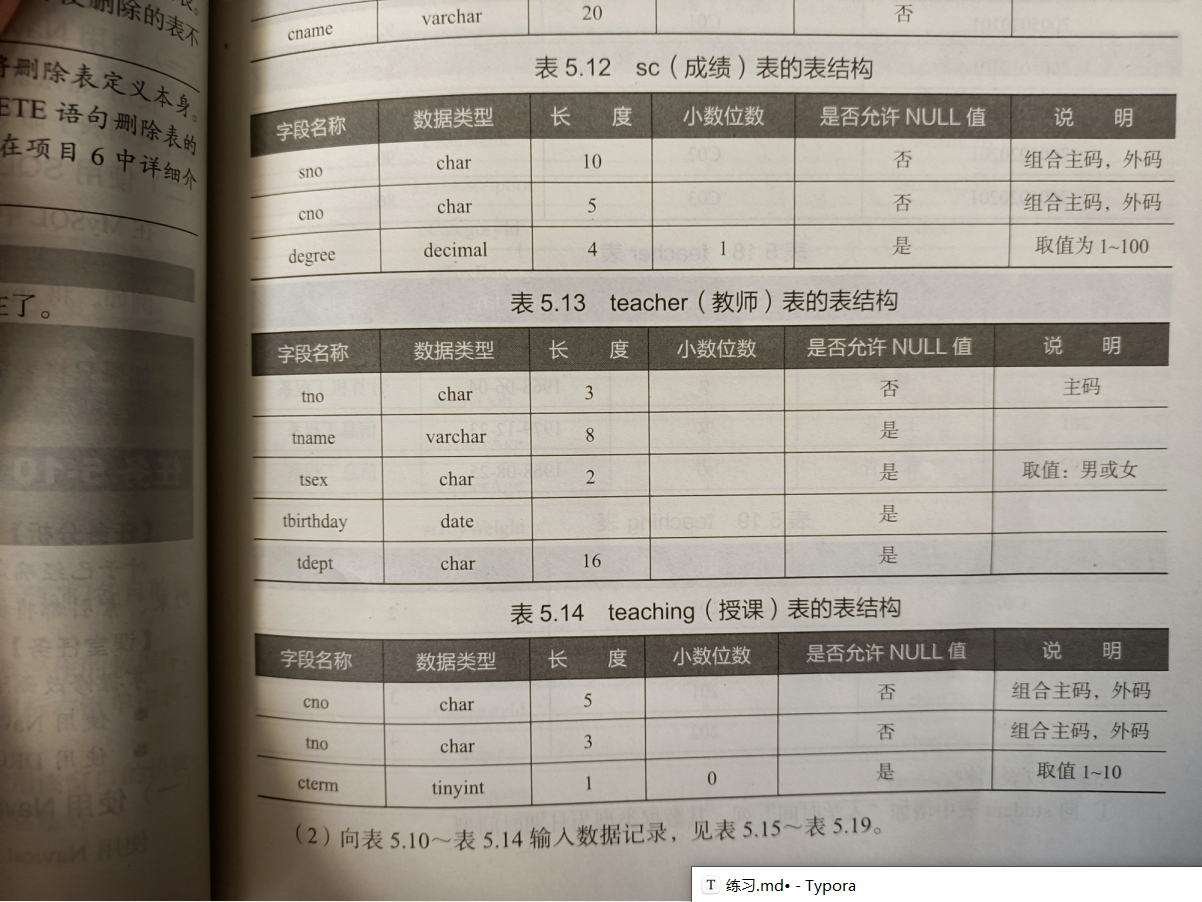 使删除的表不
将删除表定义本身。
ETE 语句删除表的
在项目 6 中详细介
生了。
cname varchar 20 否
表 5.12 sc（成绩）表的表结构
字段名称 数据类型 长 度 小数位数 是否允许 NULL 值 说 明
sno char 10 否 组合主码，外码
cno char 5 否 组合主码，外码
degree decimal 4 1 是 取值为 1~100
表 5.13 teacher（教师）表的表结构
字段名称 数据类型 长 度 小数位数 是否允许 NULL 值 说 明
tno char 3 否 主码
tname varchar 8 是
tsex char 2 是 取值：男或女
tbirthday date 是
tdept char 16 是
表 5.14 teaching（授课）表的表结构
字段名称 数据类型 长 度 小数位数 是否允许 NULL 值 说 明
cno char 5 否 组合主码，外码
tno char 3 否 组合主码，外码
cterm tinyint 1 0 是 取值 1~10
（2）向表 5.10～表 5.14 输入数据记录，见表 5.15～表 5.19。
T 练习.md• - Typora